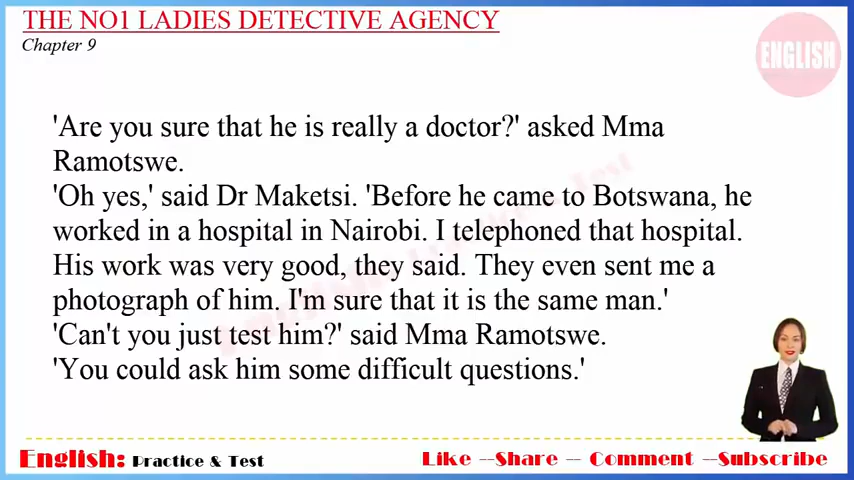 THE NO1 LADIES DETECTIVE AGENCY
Chapter 9
ENGLISH
'Are you sure that he is really a doctor?' asked Mma
Ramotswe.
'Oh yes,' said Dr Maketsi. 'Before he came to Botswana, he
worked in a hospital in Nairobi. I telephoned that hospital.
His work was very good, they said. They even sent me a
photograph of him. I'm sure that it is the same man.'
'Can't you just test him?' said Mma Ramotswe.
'You could ask him some difficult questions.'
English: Practice & Test
Like --Share -- Comment --Subscribe